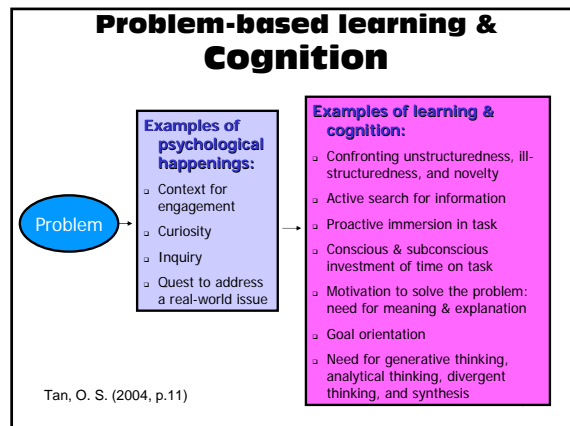 Problem-based learning &
Cognition
Problem
Examples of
psychological
happenings:
❑ Context for
engagement
❑ Curiosity
❑ Inquiry
❑ Quest to address
a real-world issue
Examples of learning &
cognition:
❑ Confronting unstructuredness, ill-
structuredness, and novelty
❑ Active search for information
❑ Proactive immersion in task
❑ Conscious & subconscious
investment of time on task
❑ Motivation to solve the problem:
need for meaning & explanation
❑ Goal orientation
❑ Need for generative thinking,
analytical thinking, divergent
thinking, and synthesis
Tan, O. S. (2004, p.11)